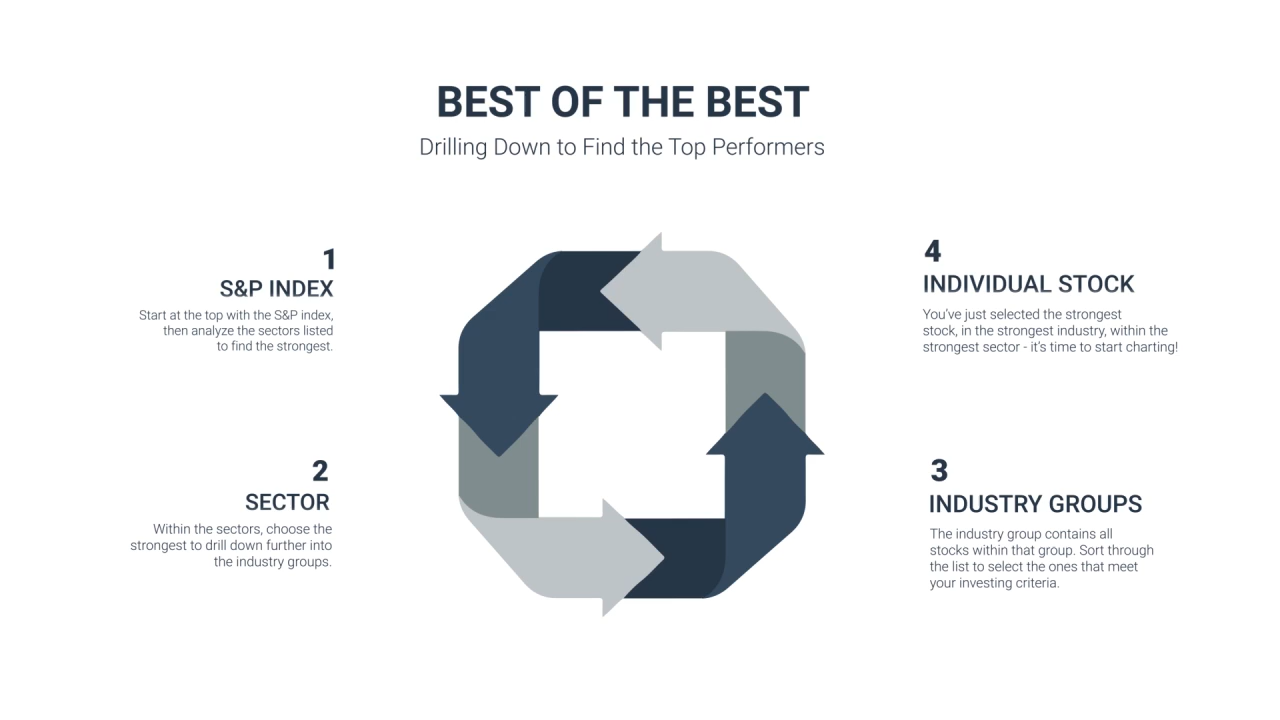 BEST OF THE BEST
Drilling Down to Find the Top Performers
1
S&P INDEX
Start at the top with the S&P index,
then analyze the sectors listed
to find the strongest.
2
SECTOR
Within the sectors, choose the
strongest to drill down further into
the industry groups.
3
INDUSTRY GROUPS
The industry group contains all
stocks within that group. Sort through
the list to select the ones that meet
your investing criteria.
4
INDIVIDUAL STOCK
You've just selected the strongest
stock, in the strongest industry, within the
strongest sector - it's time to start charting!